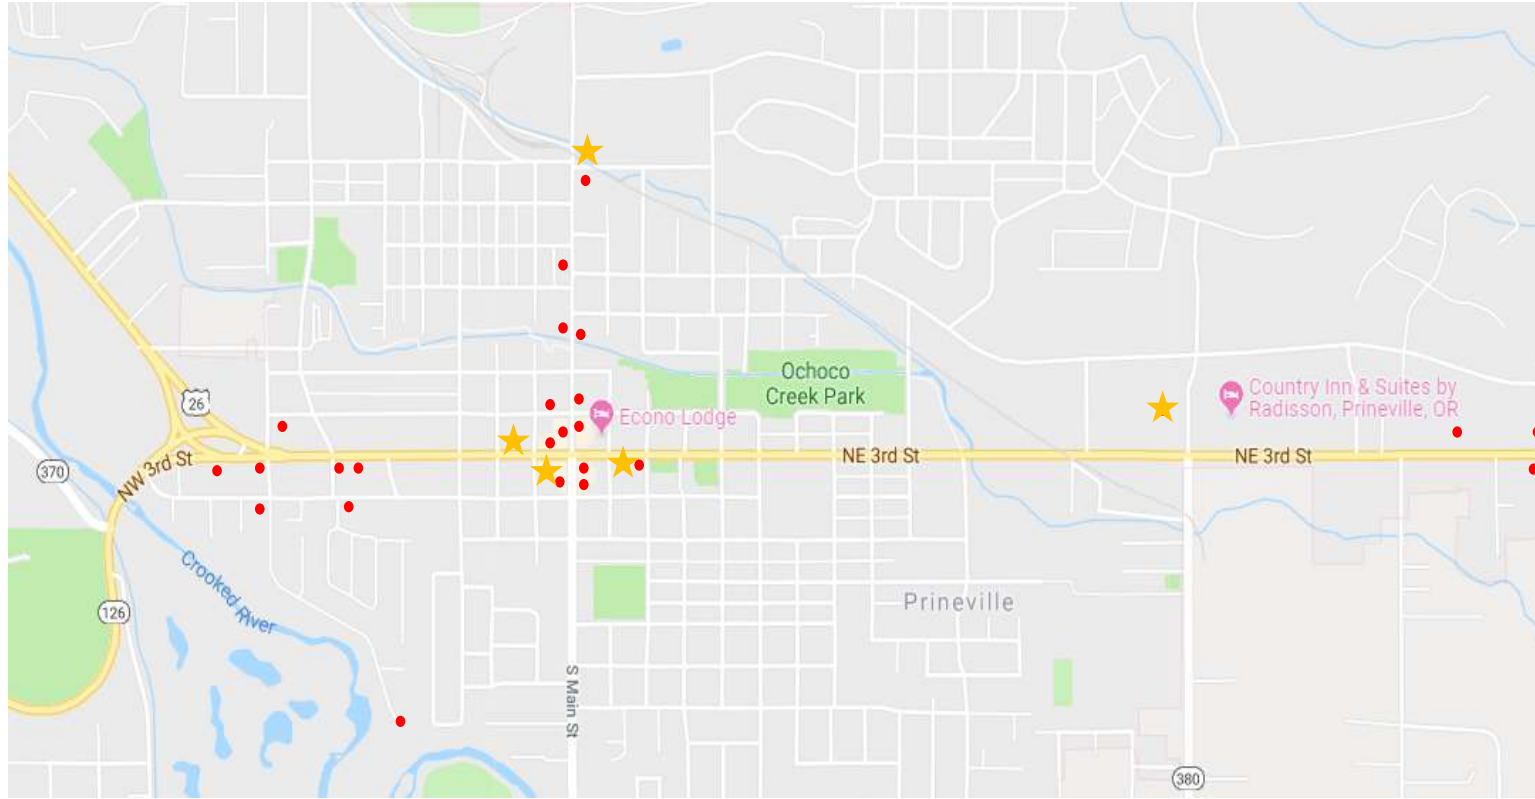 Ochoco
Creek Park
Country Inn & Suites by
Radisson, Prineville, OR
26
Econo Lodge
NW 3rd St
NE 3rd St
NE 3rd St
370
Crooked River
126
Prineville
S Main St
380